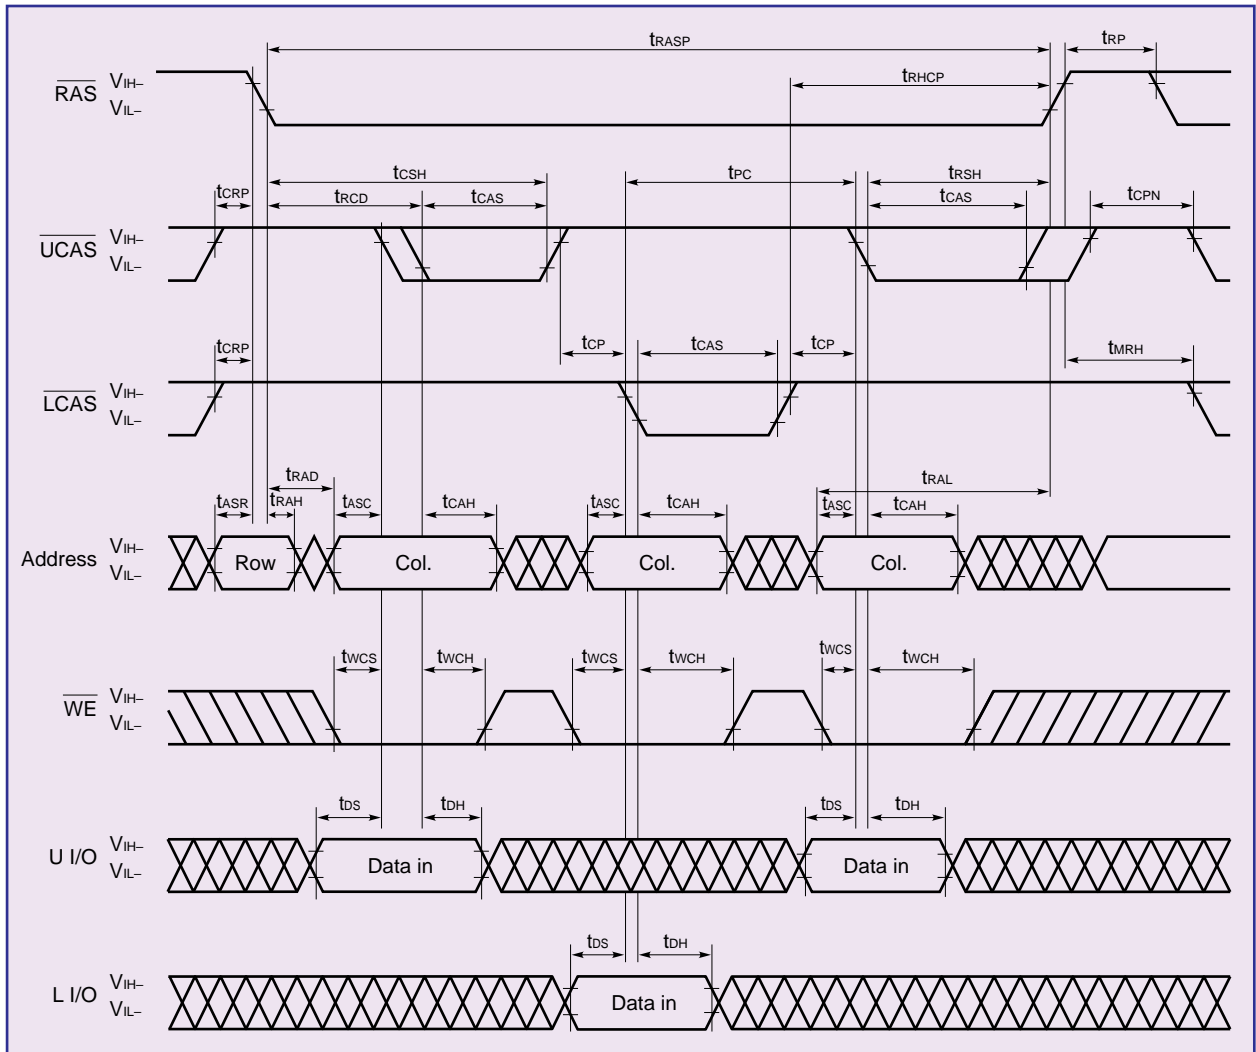 tRASP
tRP
tRHCP
RAS
VIH–
VIL–
tCSH
tPC
tRSH
tCRP
tRCD
tCAS
tCAS
tCPN
UCAS
VIH–
VIL–
tCRP
tCP
tCAS
tCP
tMRH
LCAS
VIH–
VIL–
tRAD
tRAL
tASR
tRAH
tASC
tCAH
tASC
tCAH
tASC
tCAH
Address
VIH–
VIL–
Row
Col.
Col.
Col.
tWCS
tWCH
tWCS
tWCH
tWCS
tWCH
WE
VIH–
VIL–
tDS
tDH
tDS
tDH
U I/O
VIH–
VIL–
Data in
Data in
tDS
tDH
L I/O
VIH–
VIL–
Data in